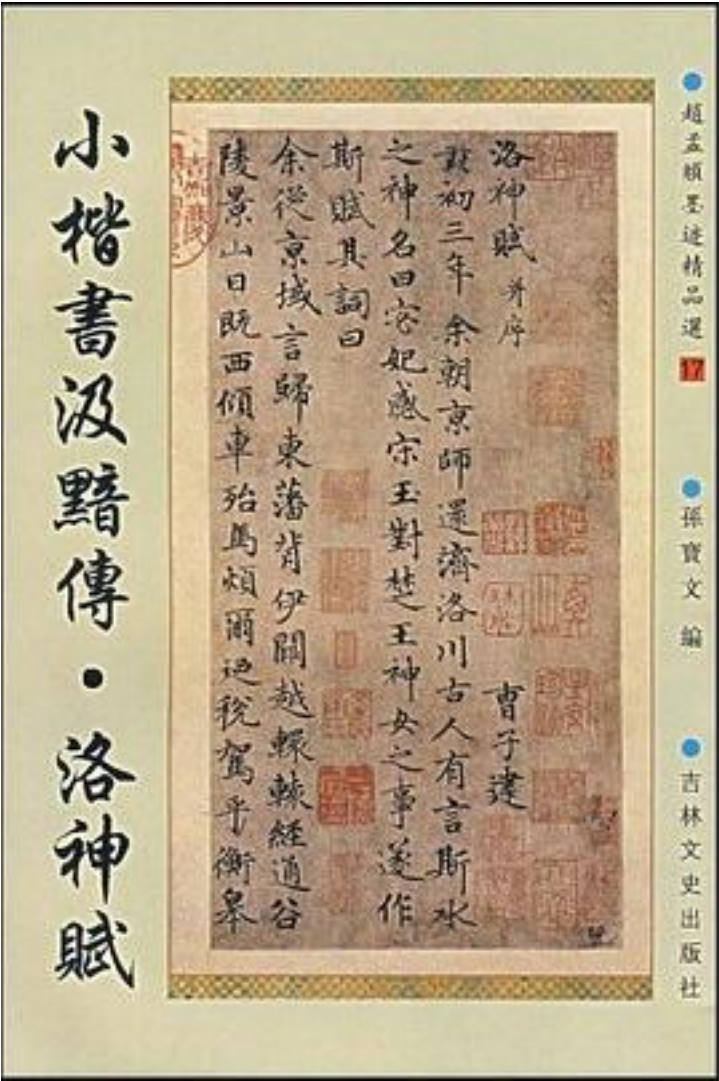 趙孟頫墨迹精品選 17
孫寶文 編
吉林文史出版社
洛神賦 并序 曹子建
黃初三年余朝京師還濟洛川古人有言斯水
之神名曰宓妃感宋玉對楚王神女之事遂作
斯賦其詞曰
余從京域言歸東藩背伊闕越轘轅經通谷
陵景山日既西傾車殆馬煩爾迺稅駕乎衡皋
小楷書汲黯傳・洛神賦